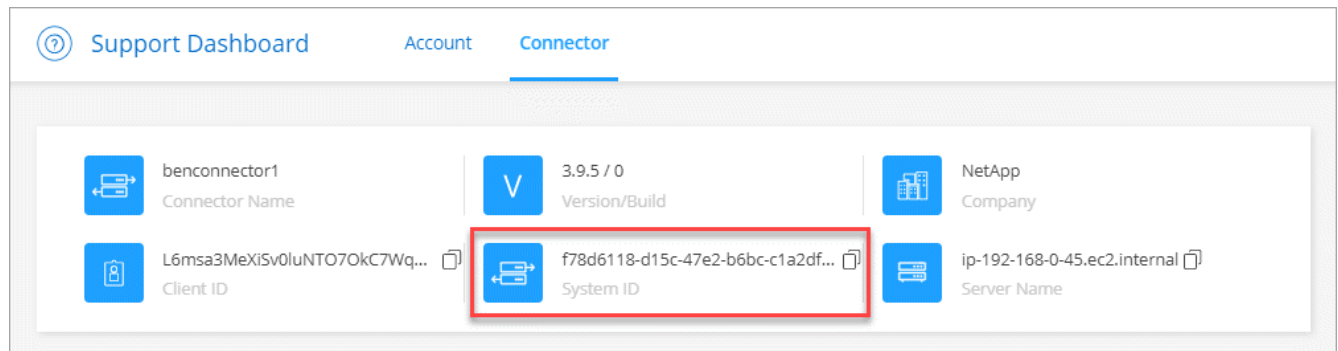 Support Dashboard Account Connector
benconnector1
Connector Name
V
3.9.5 / 0
Version/Build
NetApp
Company
L6msa3MeXiSv0luNTO7OkC7Wq...
Client ID
f78d6118-d15c-47e2-b6bc-c1a2df...
System ID
ip-192-168-0-45.ec2.internal
Server Name